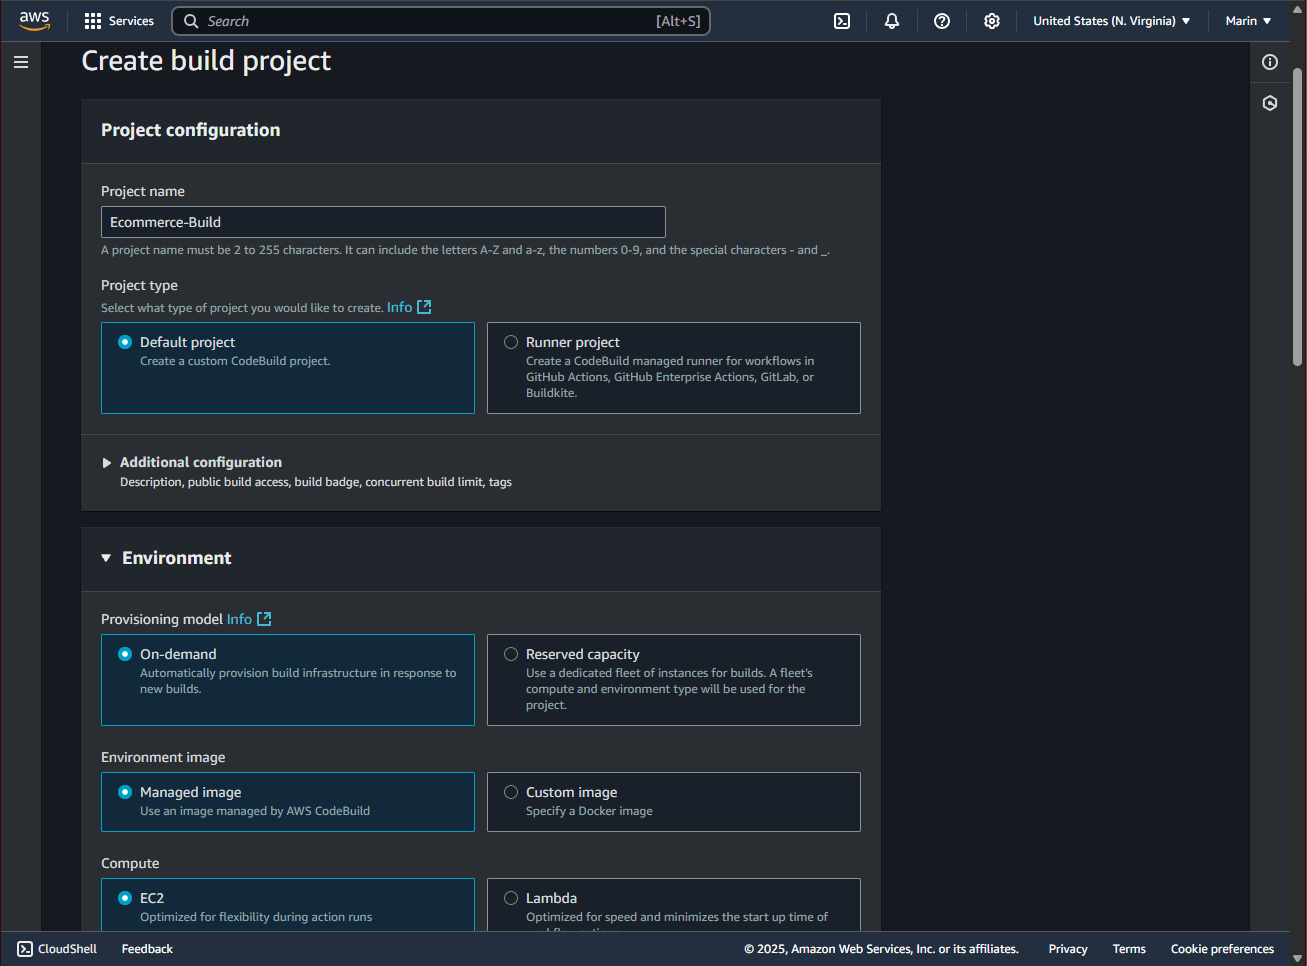 aws
Services
Search
[Alt+S]
United States (N. Virginia)
Marin
Create build project
Project configuration
Project name
Ecommerce-Build
A project name must be 2 to 255 characters. It can include the letters A-Z and a-z, the numbers 0-9, and the special characters - and _.
Project type
Select what type of project you would like to create. Info
Default project
Create a custom CodeBuild project.
Runner project
Create a CodeBuild managed runner for workflows in
GitHub Actions, GitHub Enterprise Actions, GitLab, or
Buildkite.
Additional configuration
Description, public build access, build badge, concurrent build limit, tags
Environment
Provisioning model Info
On-demand
Automatically provision build infrastructure in response to
new builds.
Reserved capacity
Use a dedicated fleet of instances for builds. A fleet's
compute and environment type will be used for the
project.
Environment image
Managed image
Use an image managed by AWS CodeBuild
Custom image
Specify a Docker image
Compute
EC2
Optimized for flexibility during action runs
Lambda
Optimized for speed and minimizes the start up time of
CloudShell
Feedback
© 2025, Amazon Web Services, Inc. or its affiliates.
Privacy
Terms
Cookie preferences